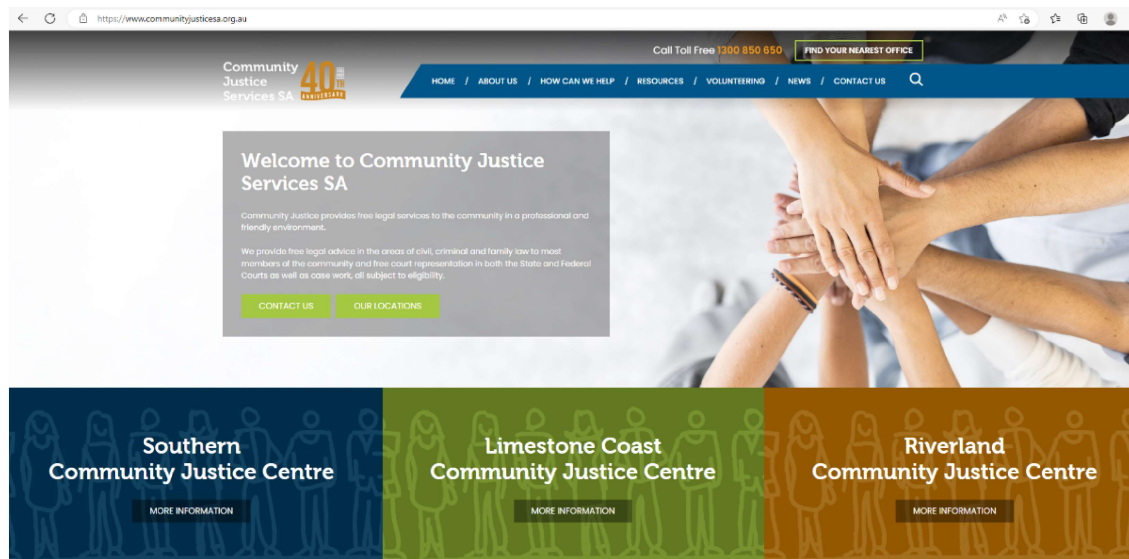 https://www.communityjusticesa.org.au
Call Toll Free 1300 850 650
FIND YOUR NEAREST OFFICE
Community
Justice
Services SA
40TH
ANNIVERSARY
HOME / ABOUT US / HOW CAN WE HELP / RESOURCES / VOLUNTEERING / NEWS / CONTACT US
Welcome to Community Justice
Services SA
Community Justice provides free legal services to the community in a professional and
friendly environment.
We provide free legal advice in the areas of civil, criminal and family law to most
members of the community and free court representation in both the State and Federal
Courts as well as case work, all subject to eligibility.
CONTACT US
OUR LOCATIONS
Southern
Community Justice Centre
MORE INFORMATION
Limestone Coast
Community Justice Centre
MORE INFORMATION
Riverland
Community Justice Centre
MORE INFORMATION